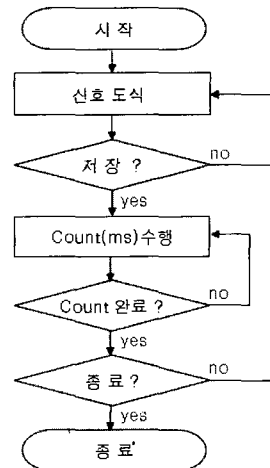 시 작
신호 도식
저 장 ?
no
yes
Count(ms)수행
Count 완료 ?
no
yes
종 료 ?
no
yes
종 료